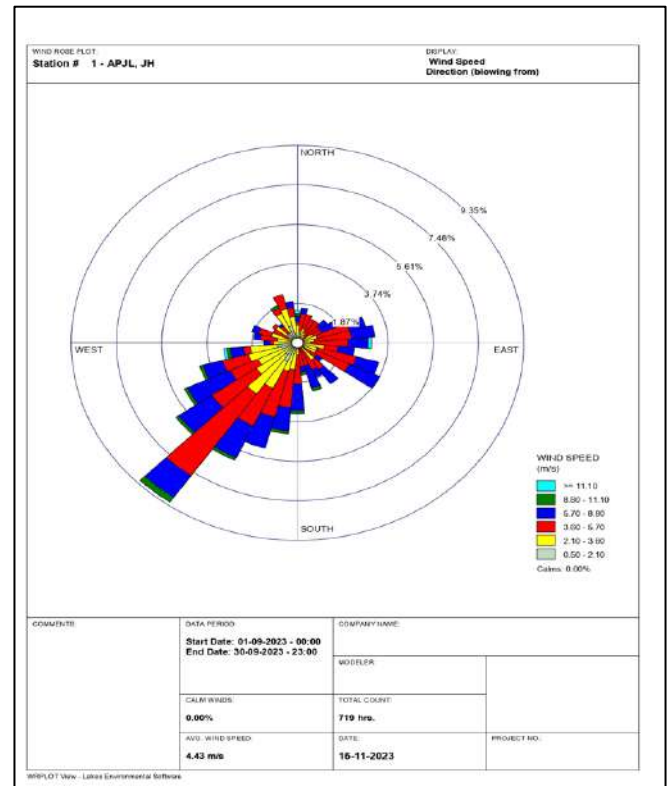 WIND ROSE PLOT:
Station # 1 - APJL, JH
DISPLAY:
Wind Speed
Direction (blowing from)
NORTH
9.35%
7.48%
5.61%
3.74%
1.87%
WEST
EAST
SOUTH
WIND SPEED
(m/s)
>= 11.10
8.80 - 11.10
5.70 - 8.80
3.60 - 5.70
2.10 - 3.60
0.50 - 2.10
Calms: 0.00%
COMMENTS:
DATA PERIOD:
Start Date: 01-09-2023 - 00:00
End Date: 30-09-2023 - 23:00
COMPANY NAME:
MODELER:
CALM WINDS:
0.00%
TOTAL COUNT:
719 hrs.
AVG. WIND SPEED:
4.43 m/s
DATE:
16-11-2023
PROJECT NO.:
WRPLOT View - Lakes Environmental Software